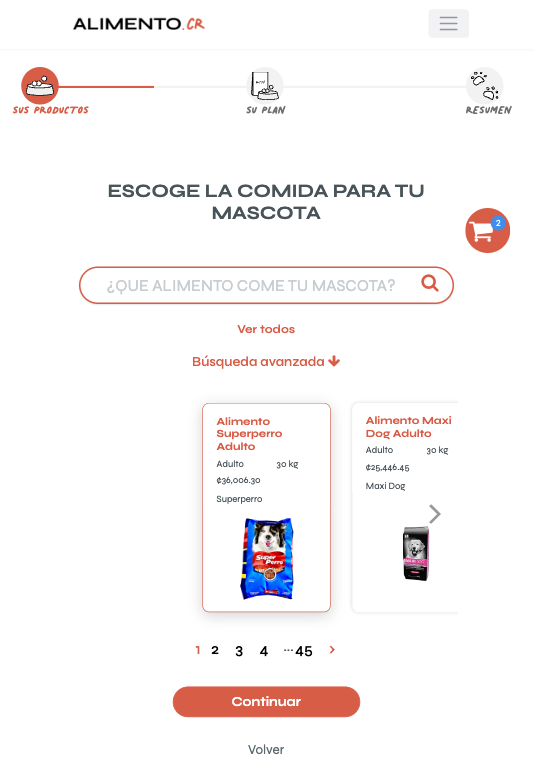 ALIMENTO.CR
SUS PRODUCTOS
SU PLAN
RESUMEN
ESCOGE LA COMIDA PARA TU
MASCOTA
2
¿QUE ALIMENTO COME TU MASCOTA?
Ver todos
Búsqueda avanzada
Alimento
Superperro
Adulto
Adulto 30 kg
₡36,006.30
Superperro
Super
Perro
Alimento Maxi
Dog Adulto
Adulto 30 kg
₡25,446.45
Maxi Dog
1 2 3 4 ...45
Continuar
Volver